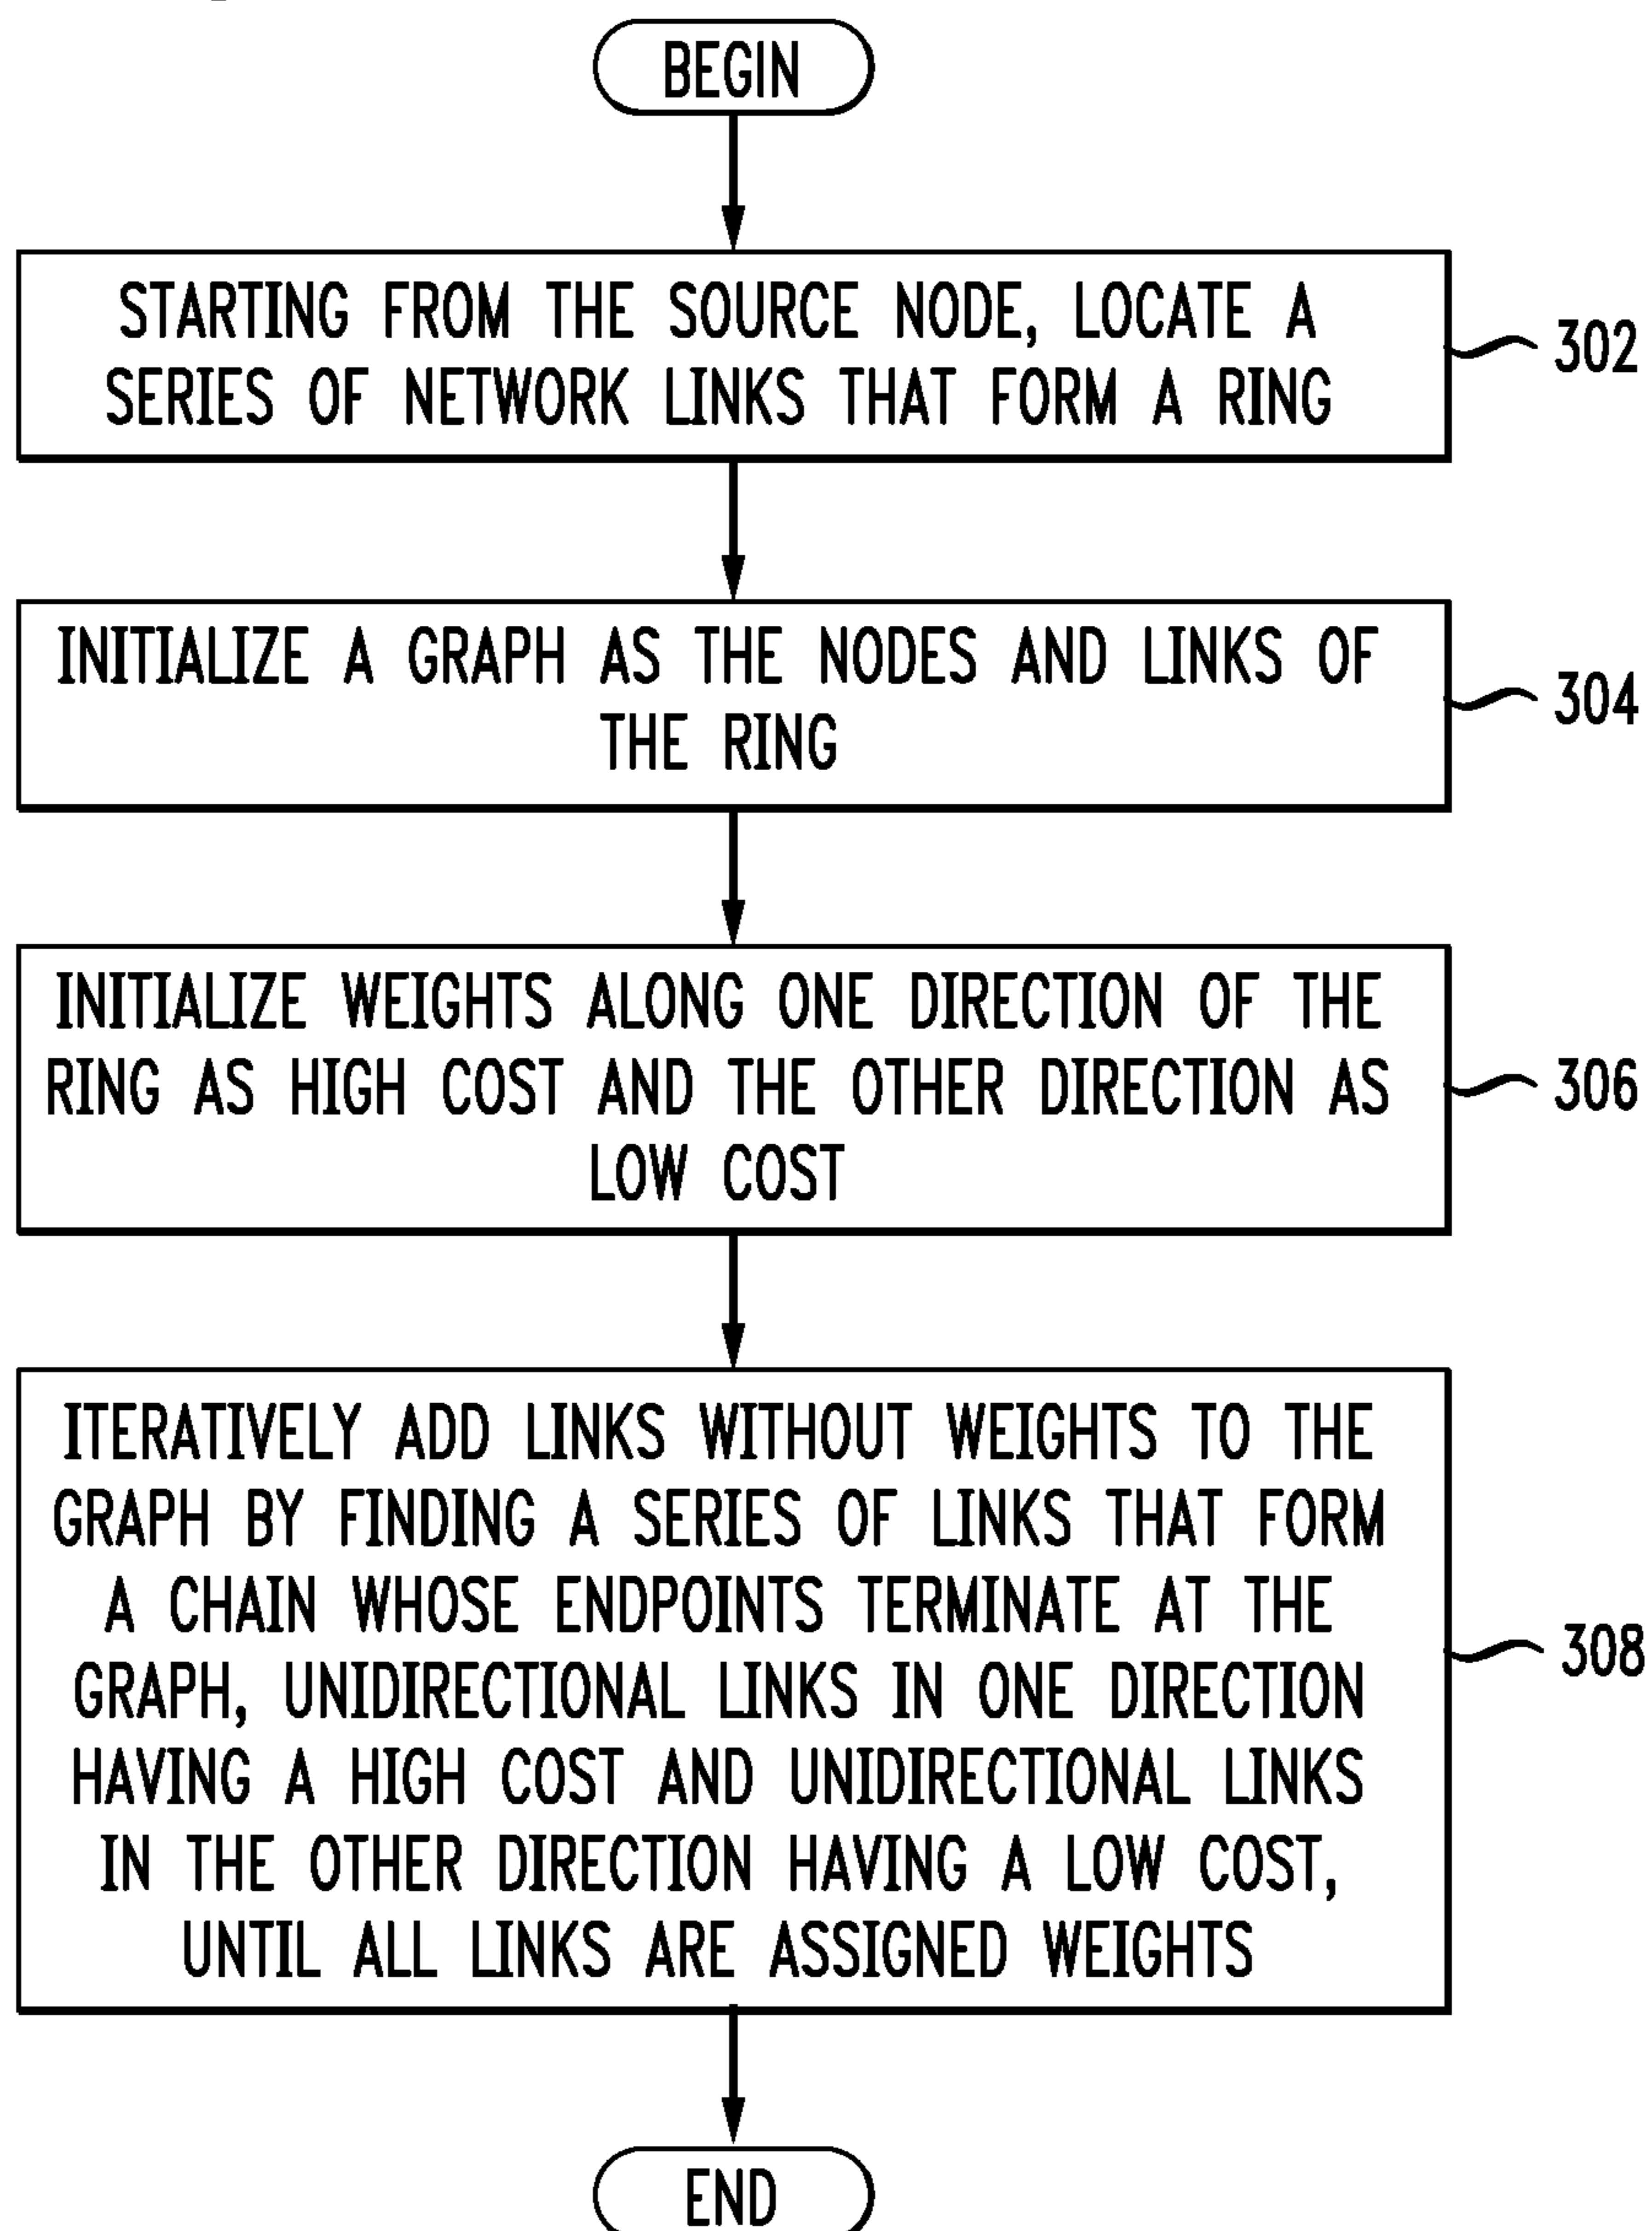 BEGIN
STARTING FROM THE SOURCE NODE, LOCATE A
SERIES OF NETWORK LINKS THAT FORM A RING
302
INITIALIZE A GRAPH AS THE NODES AND LINKS OF
THE RING
304
INITIALIZE WEIGHTS ALONG ONE DIRECTION OF THE
RING AS HIGH COST AND THE OTHER DIRECTION AS
LOW COST
306
ITERATIVELY ADD LINKS WITHOUT WEIGHTS TO THE
GRAPH BY FINDING A SERIES OF LINKS THAT FORM
A CHAIN WHOSE ENDPOINTS TERMINATE AT THE
GRAPH, UNIDIRECTIONAL LINKS IN ONE DIRECTION
HAVING A HIGH COST AND UNIDIRECTIONAL LINKS
IN THE OTHER DIRECTION HAVING A LOW COST,
UNTIL ALL LINKS ARE ASSIGNED WEIGHTS
308
END